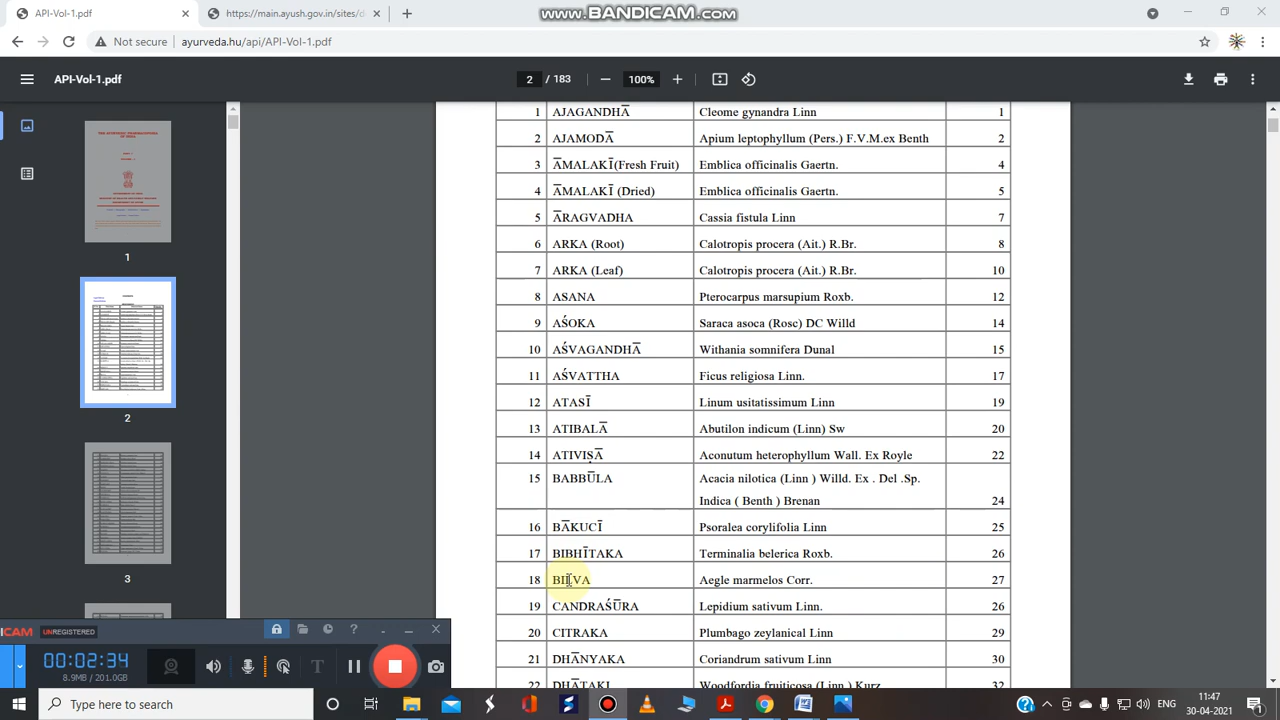 API-Vol-1.pdf
https://main.ayush.gov.in/sites/d
www.BANDICAM.com
Not secure
ayurveda.hu/api/API-Vol-1.pdf
API-Vol-1.pdf
2 / 183
100%
1 AJAGANDHĀ Cleome gynandra Linn 1
2 AJAMODĀ Apium leptophyllum (Pers.) F.V.M.ex Benth 2
3 ĀMALAKĪ(Fresh Fruit) Emblica officinalis Gaertn. 4
4 ĀMALAKĪ (Dried) Emblica officinalis Gaertn. 5
5 ĀRAGVADHA Cassia fistula Linn 7
6 ARKA (Root) Calotropis procera (Ait.) R.Br. 8
7 ARKA (Leaf) Calotropis procera (Ait.) R.Br. 10
8 ASANA Pterocarpus marsupium Roxb. 12
9 AŚOKA Saraca asoca (Rosc) DC Willd 14
10 AŚVAGANDHĀ Withania somnifera Dunal 15
11 AŚVATTHA Ficus religiosa Linn. 17
12 ATASĪ Linum usitatissimum Linn 19
13 ATIBALĀ Abutilon indicum (Linn) Sw 20
14 ATIVIṢĀ Aconutum heterophyllum Wall. Ex Royle 22
15 BABBŪLA Acacia nilotica (Linn ) Willd. Ex . Del .Sp.
Indica ( Benth ) Brenan 24
16 BĀKUCĪ Psoralea corylifolia Linn 25
17 BIBHĪTAKA Terminalia belerica Roxb. 26
18 BILVA Aegle marmelos Corr. 27
19 CANDRAŚŪRA Lepidium sativum Linn. 26
20 CITRAKA Plumbago zeylanical Linn 29
21 DHĀNYAKA Coriandrum sativum Linn 30
22 DHĀTAKI Woodfordia fruiticosa (Linn ) Kurz 32
1
2
3
ICAM UNREGISTERED
00:02:34
8.9MB / 201.0GB
Type here to search
ENG
11:47
30-04-2021